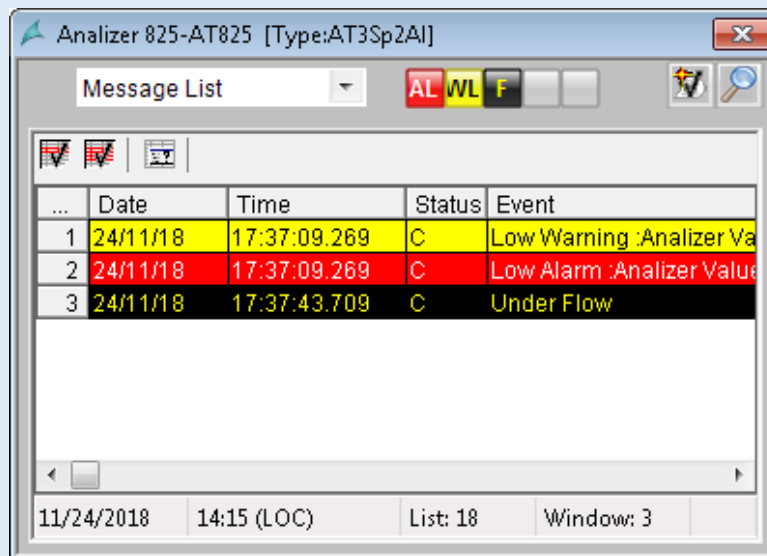 Analizer 825-AT825 [Type:AT3Sp2AI]
Message List AL WL F
... Date Time Status Event
1 24/11/18 17:37:09.269 C Low Warning :Analizer Va
2 24/11/18 17:37:09.269 C Low Alarm :Analizer Value
3 24/11/18 17:37:43.709 C Under Flow
11/24/2018 14:15 (LOC) List: 18 Window: 3